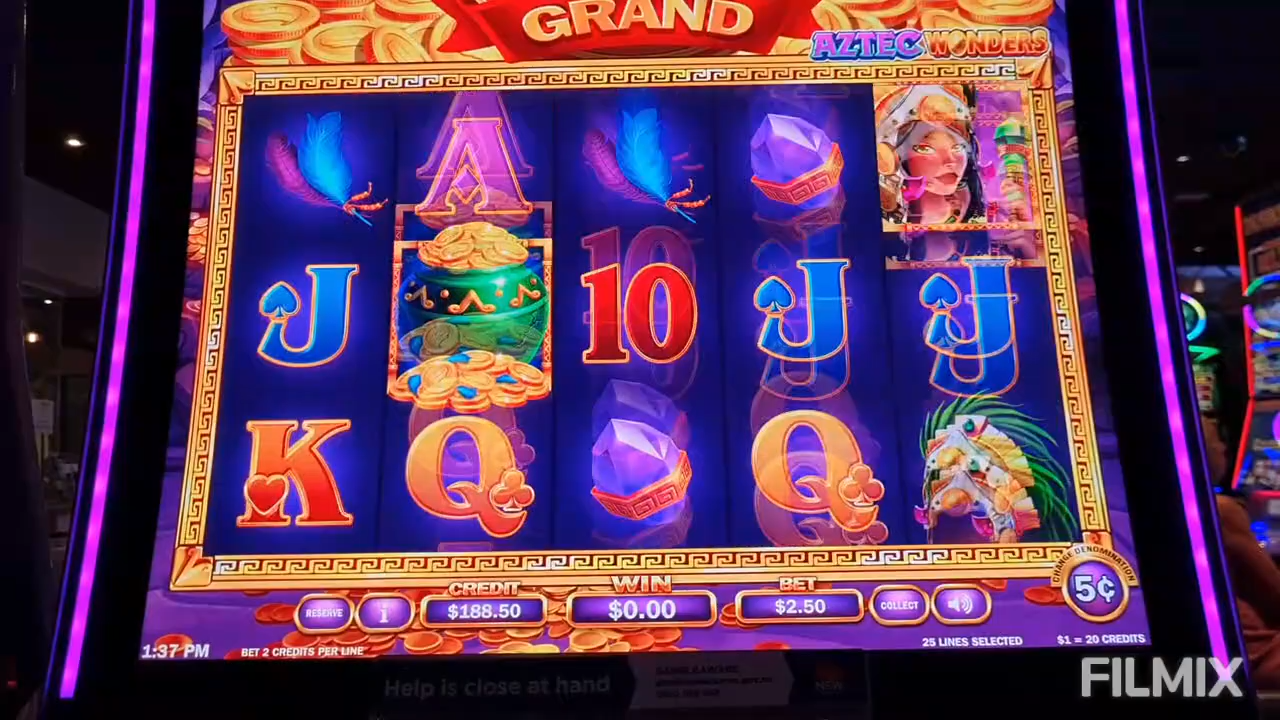 GRAND
AZTEC WONDERS
A
J
10
J
J
K
Q
Q
CHANGE DENOMINATION
5¢
CREDIT
WIN
BET
RESERVE
i
$188.50
$0.00
$2.50
COLLECT
1:37 PM
BET 2 CREDITS PER LINE
25 LINES SELECTED
$1 = 20 CREDITS
Help is close at hand
NSW
FILMIX